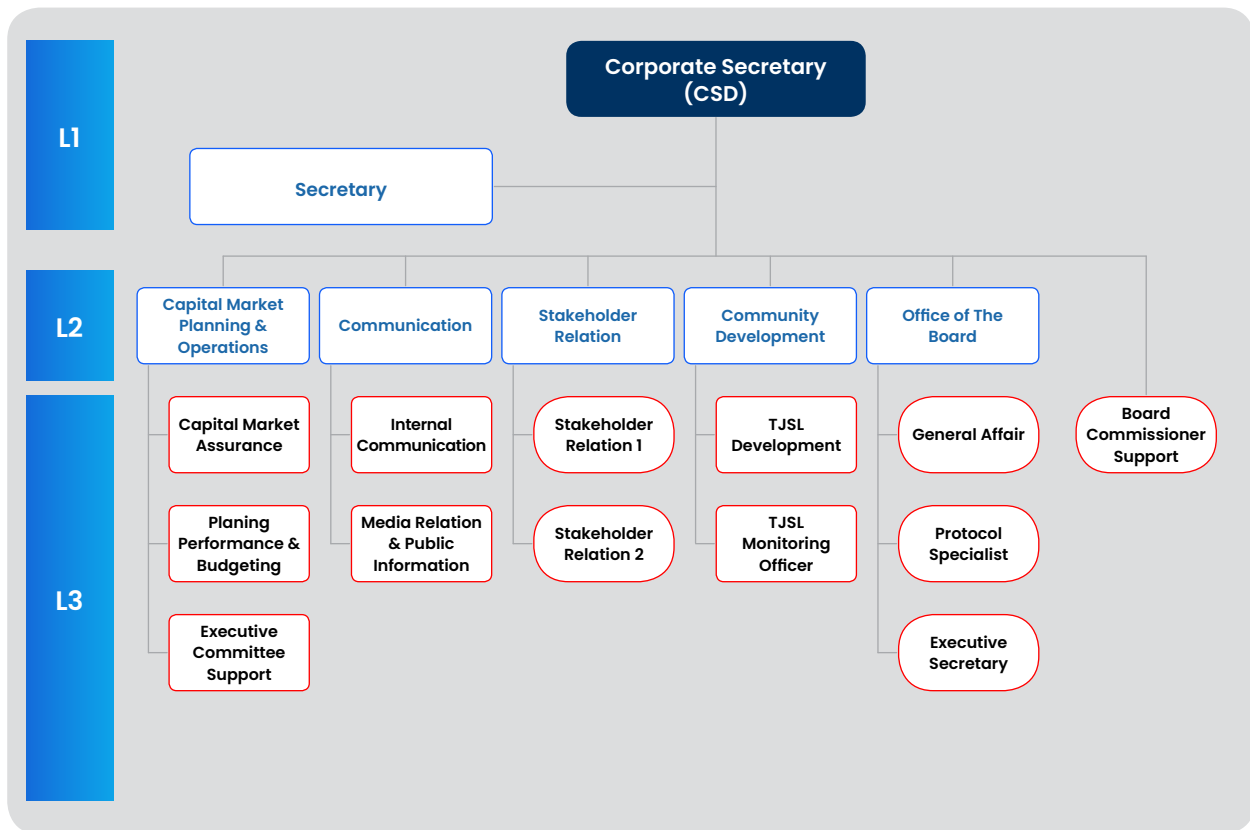 L1
Corporate Secretary
(CSD)
Secretary
L2
Capital Market
Planning &
Operations
Communication
Stakeholder
Relation
Community
Development
Office of The
Board
L3
Capital Market
Assurance
Internal
Communication
Stakeholder
Relation 1
TJSL
Development
General Affair
Board
Commissioner
Support
Planing
Performance &
Budgeting
Media Relation
& Public
Information
Stakeholder
Relation 2
TJSL
Monitoring
Officer
Protocol
Specialist
Executive
Committee
Support
Executive
Secretary